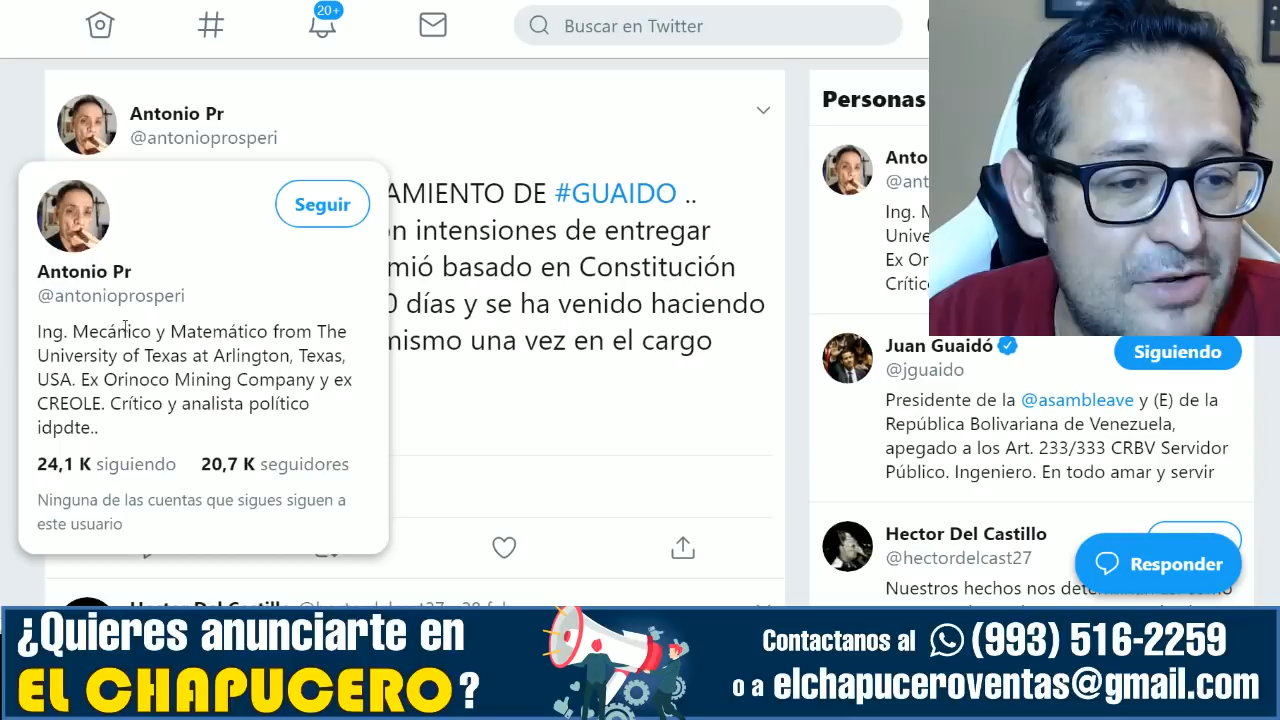 20+
Buscar en Twitter
Antonio Pr
@antonioprosperi
AMIENTO DE #GUAIDO ..
n intensiones de entregar
mió basado en Constitución
0 días y se ha venido haciendo
mismo una vez en el cargo
Seguir
Antonio Pr
@antonioprosperi
Ing. Mecánico y Matemático from The
University of Texas at Arlington, Texas,
USA. Ex Orinoco Mining Company y ex
CREOLE. Crítico y analista político
idpdte..
24,1 K siguiendo 20,7 K seguidores
Ninguna de las cuentas que sigues siguen a
este usuario
Personas
Anto
@ant
Ing. M
Unive
Ex Or
Crític
Juan Guaidó
@jguaido
Siguiendo
Presidente de la @asambleave y (E) de la
República Bolivariana de Venezuela,
apegado a los Art. 233/333 CRBV Servidor
Público. Ingeniero. En todo amar y servir
Hector Del Castillo
@hectordelcast27
Responder
Nuestros hechos nos
¿Quieres anunciarte en
EL CHAPUCERO?
Contactanos al (993) 516-2259
o a elchapuceroventas@gmail.com